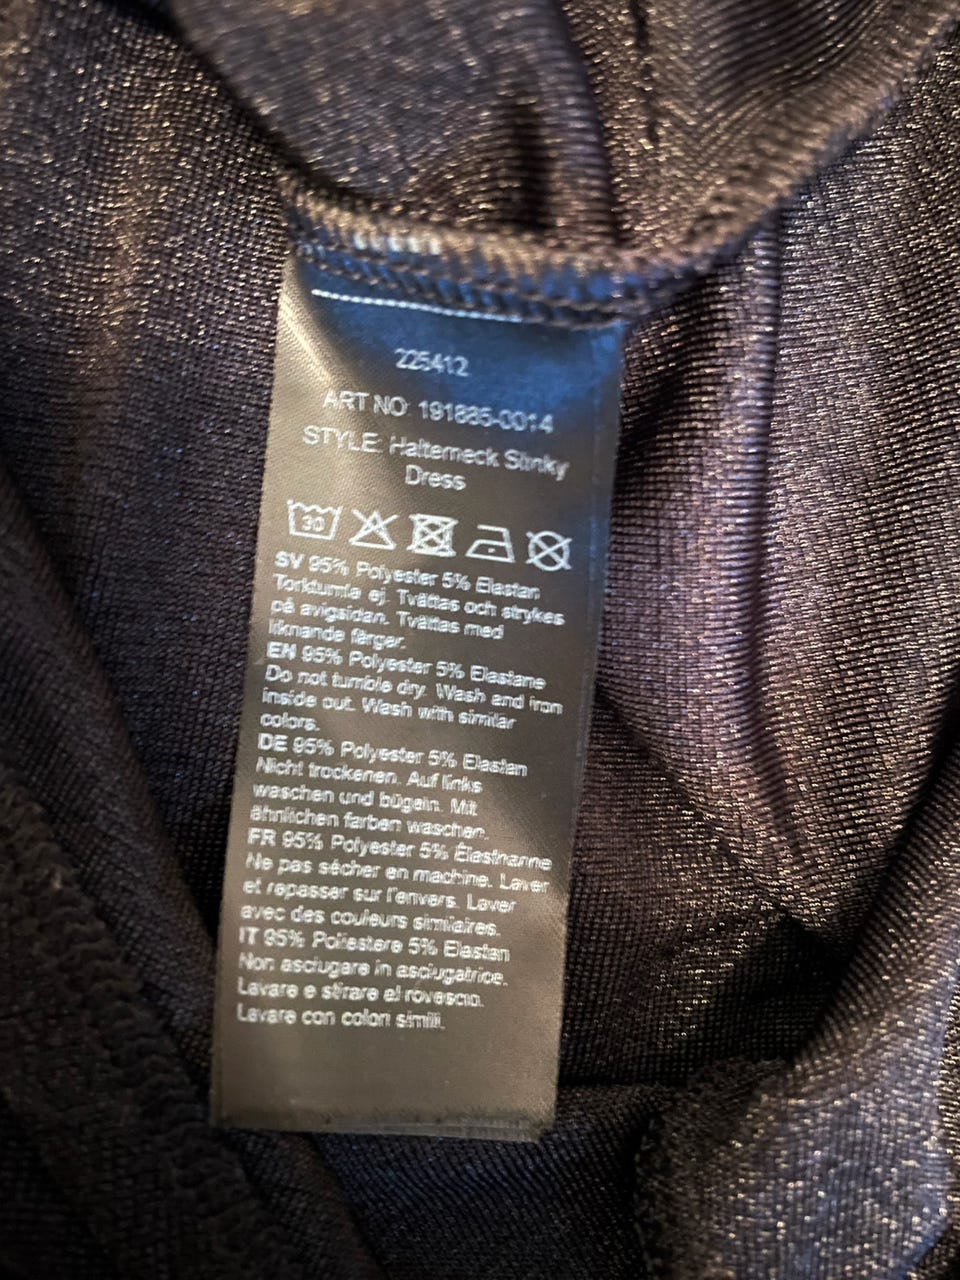 225412
ART NO: 191885-0014
STYLE: Halterneck Slinky
Dress
30
SV 95% Polyester 5% Elastan
Torktumla ej. Tvättas och strykes
på avigsidan. Tvättas med
liknande färger.
EN 95% Polyester 5% Elastane
Do not tumble dry. Wash and iron
inside out. Wash with similar
colors.
DE 95% Polyester 5% Elastan
Nicht trockenen. Auf links
waschen und bügeln. Mit
ähnlichen farben waschen.
FR 95% Polyester 5% Élasthanne
Ne pas sécher en machine. Laver
et repasser sur l'envers. Laver
avec des couleurs similaires.
IT 95% Poliestere 5% Elastan
Non asciugare in asciugatrice.
Lavare e stirare al rovescio.
Lavare con colori simili.